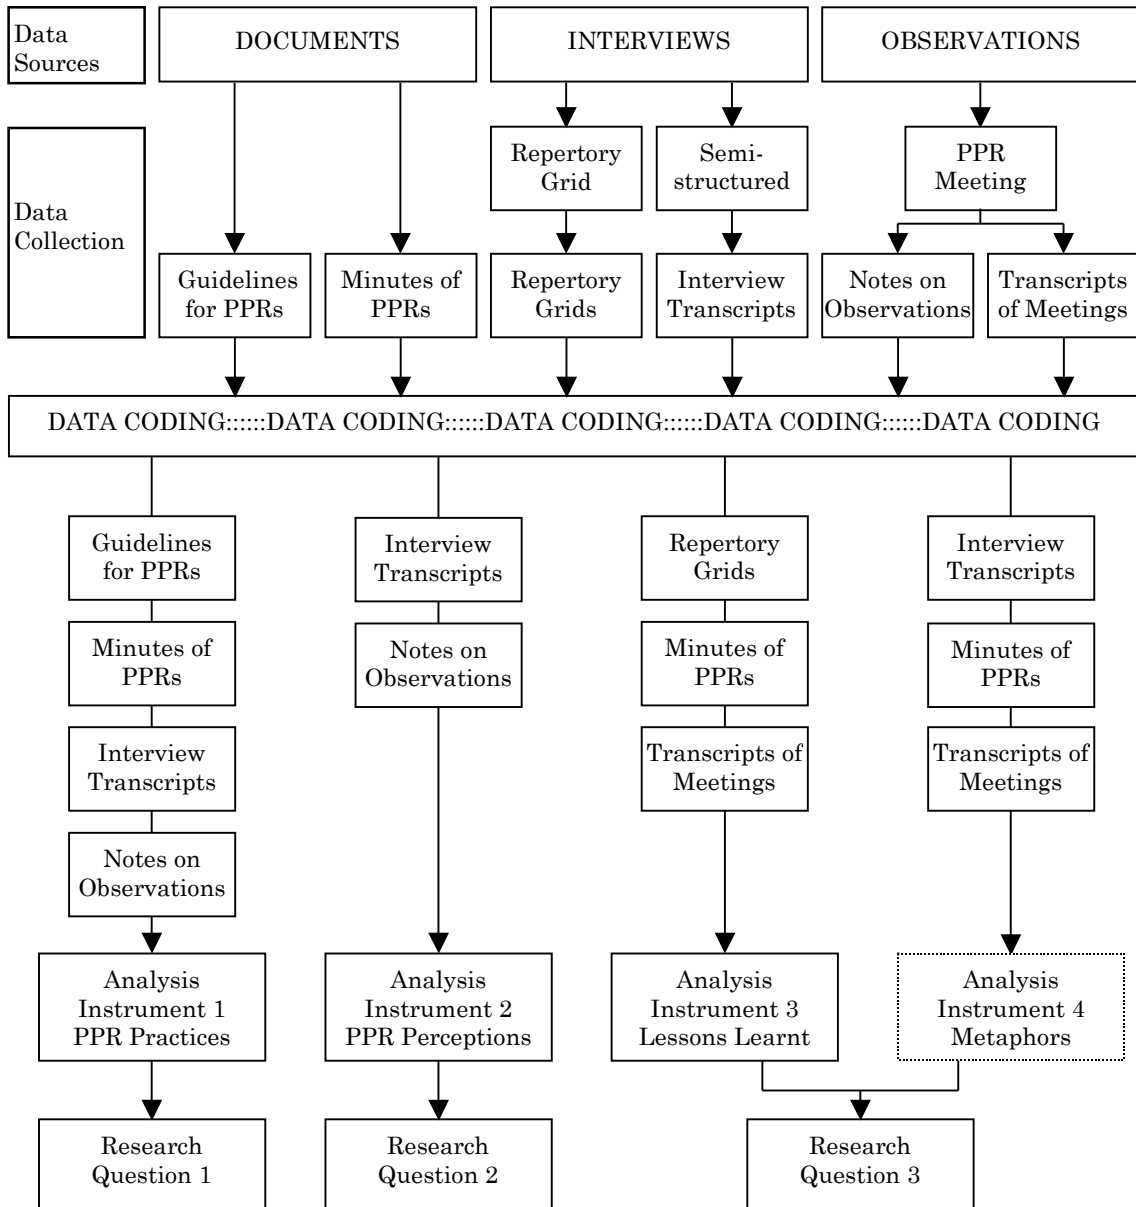 Data
Sources
DOCUMENTS
INTERVIEWS
OBSERVATIONS
Data
Collection
Repertory
Grid
Semi-
structured
PPR
Meeting
Guidelines
for PPRs
Minutes of
PPRs
Repertory
Grids
Interview
Transcripts
Notes on
Observations
Transcripts
of Meetings
DATA CODING::::::DATA CODING::::::DATA CODING::::::DATA CODING::::::DATA CODING
Guidelines
for PPRs
Minutes of
PPRs
Interview
Transcripts
Notes on
Observations
Analysis
Instrument 1
PPR Practices
Research
Question 1
Interview
Transcripts
Notes on
Observations
Analysis
Instrument 2
PPR Perceptions
Research
Question 2
Repertory
Grids
Minutes of
PPRs
Transcripts of
Meetings
Analysis
Instrument 3
Lessons Learnt
Interview
Transcripts
Minutes of
PPRs
Transcripts of
Meetings
Analysis
Instrument 4
Metaphors
Research
Question 3